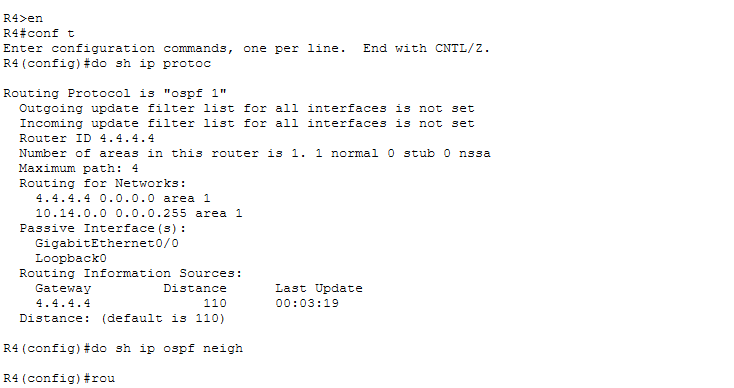 R4>en
R4#conf t
Enter configuration commands, one per line.  End with CNTL/Z.
R4(config)#do sh ip protoc
Routing Protocol is "ospf 1"
  Outgoing update filter list for all interfaces is not set
  Incoming update filter list for all interfaces is not set
  Router ID 4.4.4.4
  Number of areas in this router is 1. 1 normal 0 stub 0 nssa
  Maximum path: 4
  Routing for Networks:
    4.4.4.4 0.0.0.0 area 1
    10.14.0.0 0.0.0.255 area 1
  Passive Interface(s):
    GigabitEthernet0/0
    Loopback0
  Routing Information Sources:
    Gateway         Distance      Last Update
    4.4.4.4              110      00:03:19
  Distance: (default is 110)
R4(config)#do sh ip ospf neigh
R4(config)#rou